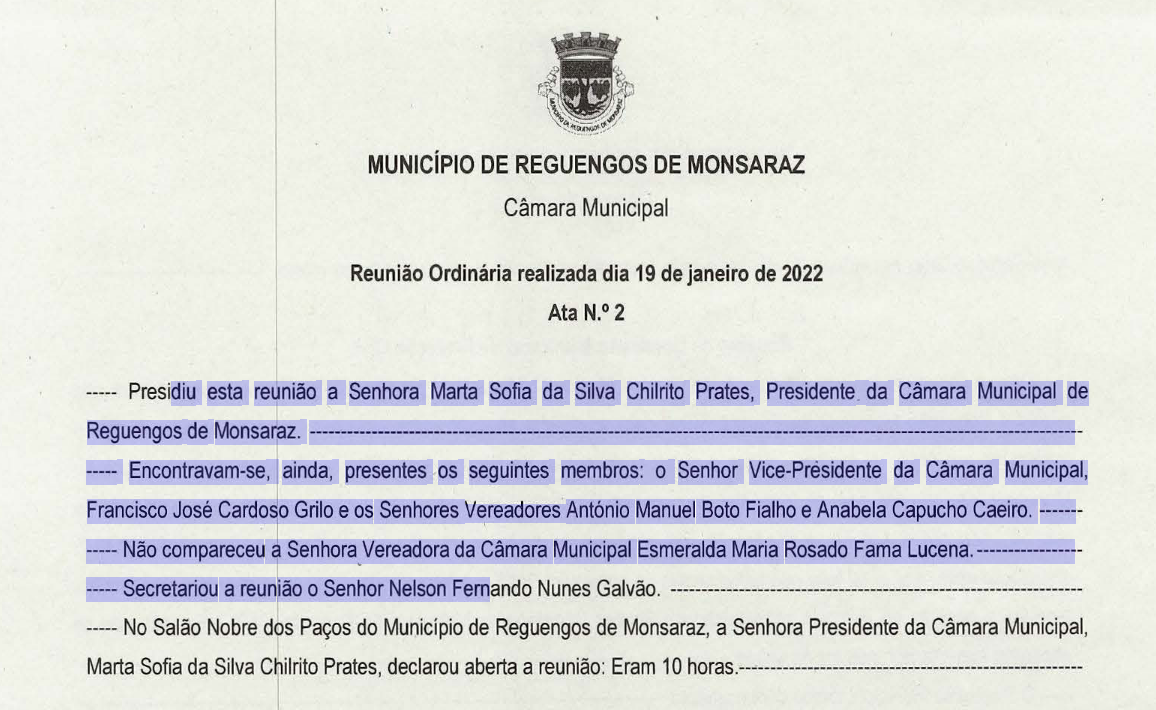 MUNICÍPIO DE REGUENGOS DE MONSARAZ
MUNICÍPIO DE REGUENGOS DE MONSARAZ
Câmara Municipal
Reunião Ordinária realizada dia 19 de janeiro de 2022
Ata N.º 2
----- Presidiu esta reunião a Senhora Marta Sofia da Silva Chilrito Prates, Presidente da Câmara Municipal de
Reguengos de Monsaraz. ----------------------------------------------------------------------------------------------------
----- Encontravam-se, ainda, presentes os seguintes membros: o Senhor Vice-Presidente da Câmara Municipal,
Francisco José Cardoso Grilo e os Senhores Vereadores António Manuel Boto Fialho e Anabela Capucho Caeiro. -------
----- Não compareceu a Senhora Vereadora da Câmara Municipal Esmeralda Maria Rosado Fama Lucena.-----------------
----- Secretariou a reunião o Senhor Nelson Fernando Nunes Galvão. ------------------------------------------------------
----- No Salão Nobre dos Paços do Município de Reguengos de Monsaraz, a Senhora Presidente da Câmara Municipal,
Marta Sofia da Silva Chilrito Prates, declarou aberta a reunião: Eram 10 horas.---------------------------------------------